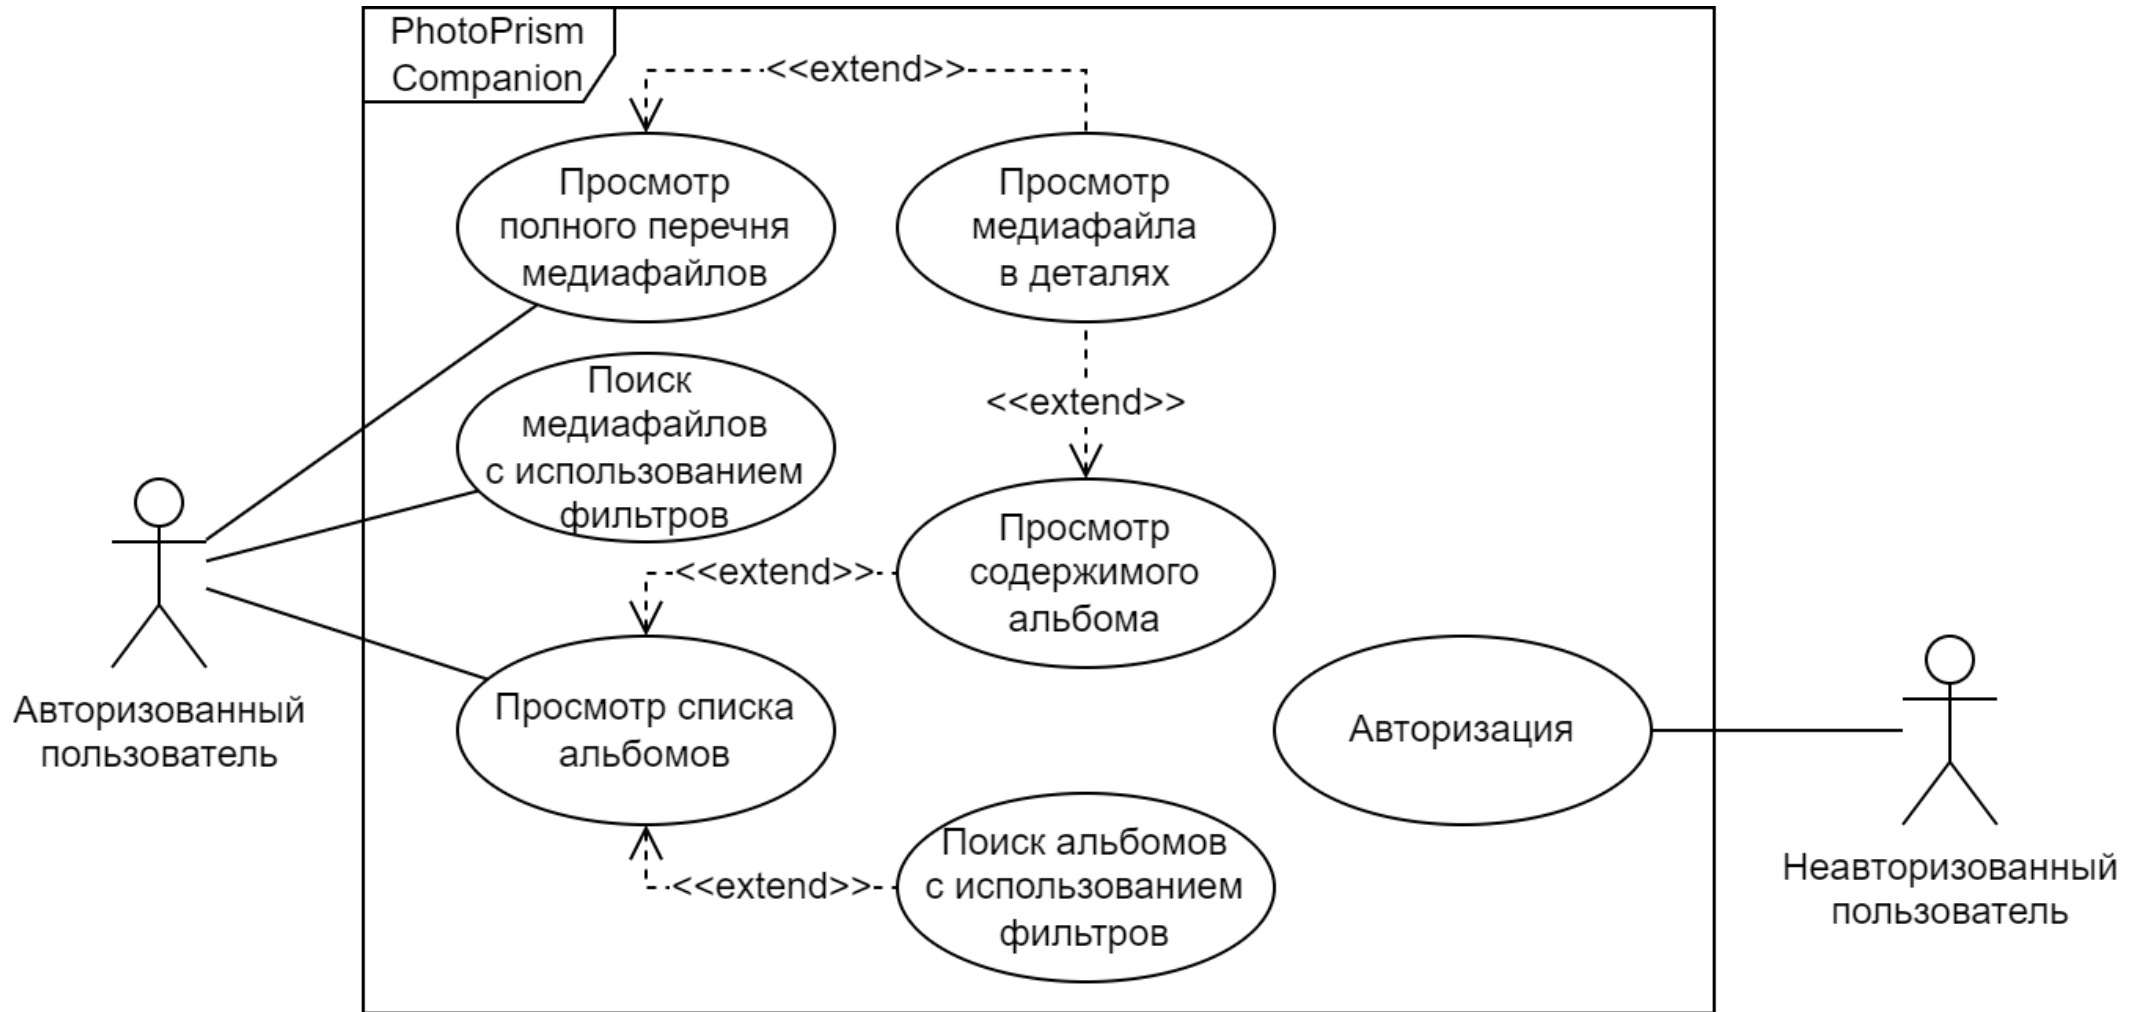 PhotoPrism
Companion
<<extend>>
Просмотр
полного перечня
медиафайлов
Просмотр
медиафайла
в деталях
Поиск
медиафайлов
с использованием
фильтров
<<extend>>
Просмотр
содержимого
альбома
<<extend>>
Авторизованный
пользователь
Просмотр списка
альбомов
Авторизация
Поиск альбомов
с использованием
фильтров
<<extend>>
Неавторизованный
пользователь